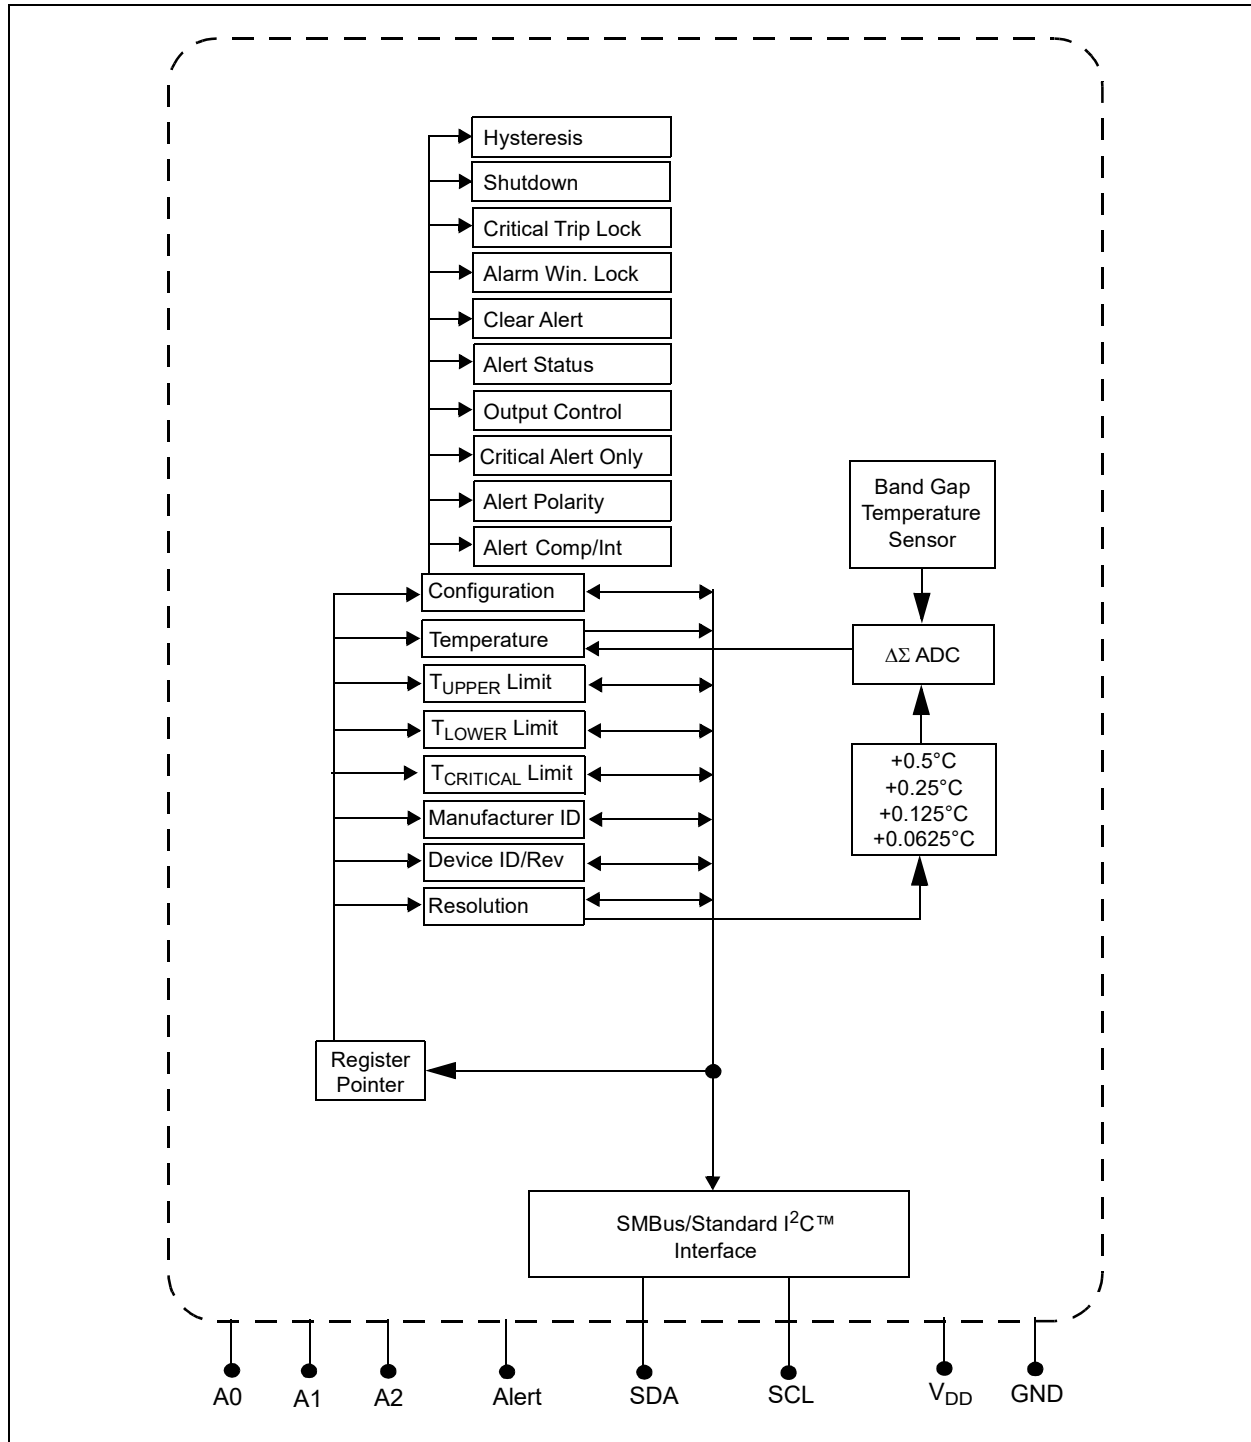 Hysteresis
Shutdown
Critical Trip Lock
Alarm Win. Lock
Clear Alert
Alert Status
Output Control
Critical Alert Only
Alert Polarity
Alert Comp/Int
Configuration
Temperature
TUPPER Limit
TLOWER Limit
TCRITICAL Limit
Manufacturer ID
Device ID/Rev
Resolution
Band Gap
Temperature
Sensor
ΔΣ ADC
+0.5°C
+0.25°C
+0.125°C
+0.0625°C
Register
Pointer
SMBus/Standard I²C™
Interface
A0
A1
A2
Alert
SDA
SCL
VDD
GND